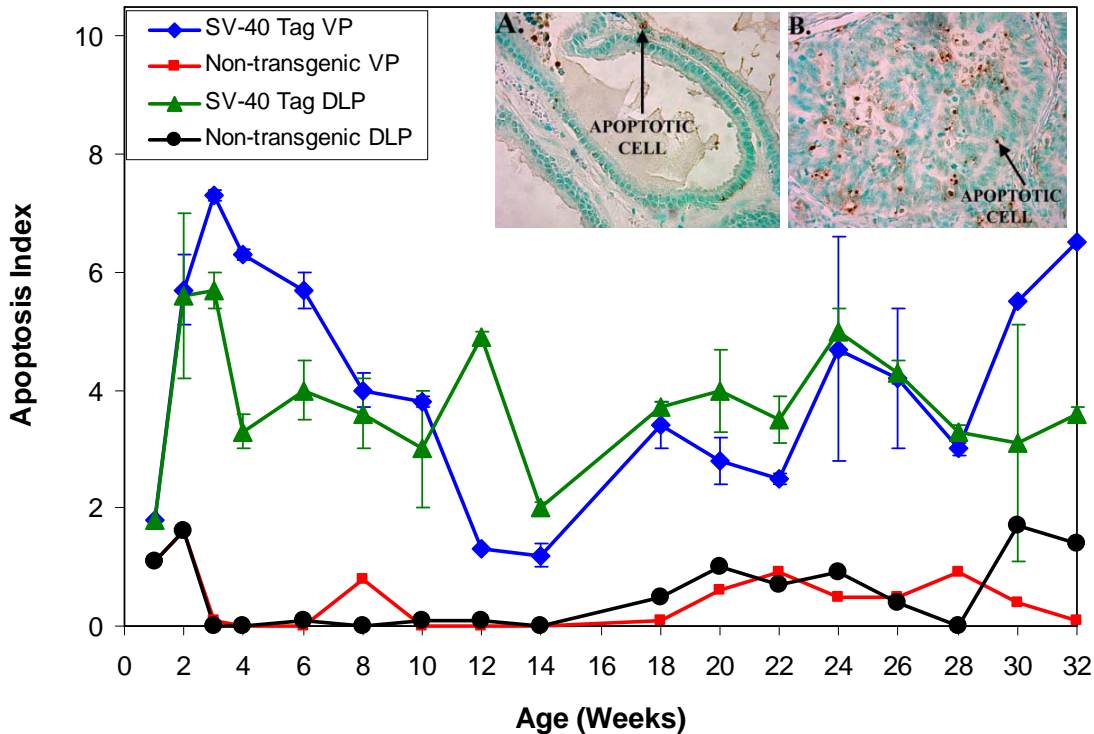 SV-40 Tag VP
Non-transgenic VP
SV-40 Tag DLP
Non-transgenic DLP
A.
APOPTOTIC
CELL
B.
APOPTOTIC
CELL
Apoptosis Index
10
8
6
4
2
0
0 2 4 6 8 10 12 14 16 18 20 22 24 26 28 30 32
Age (Weeks)